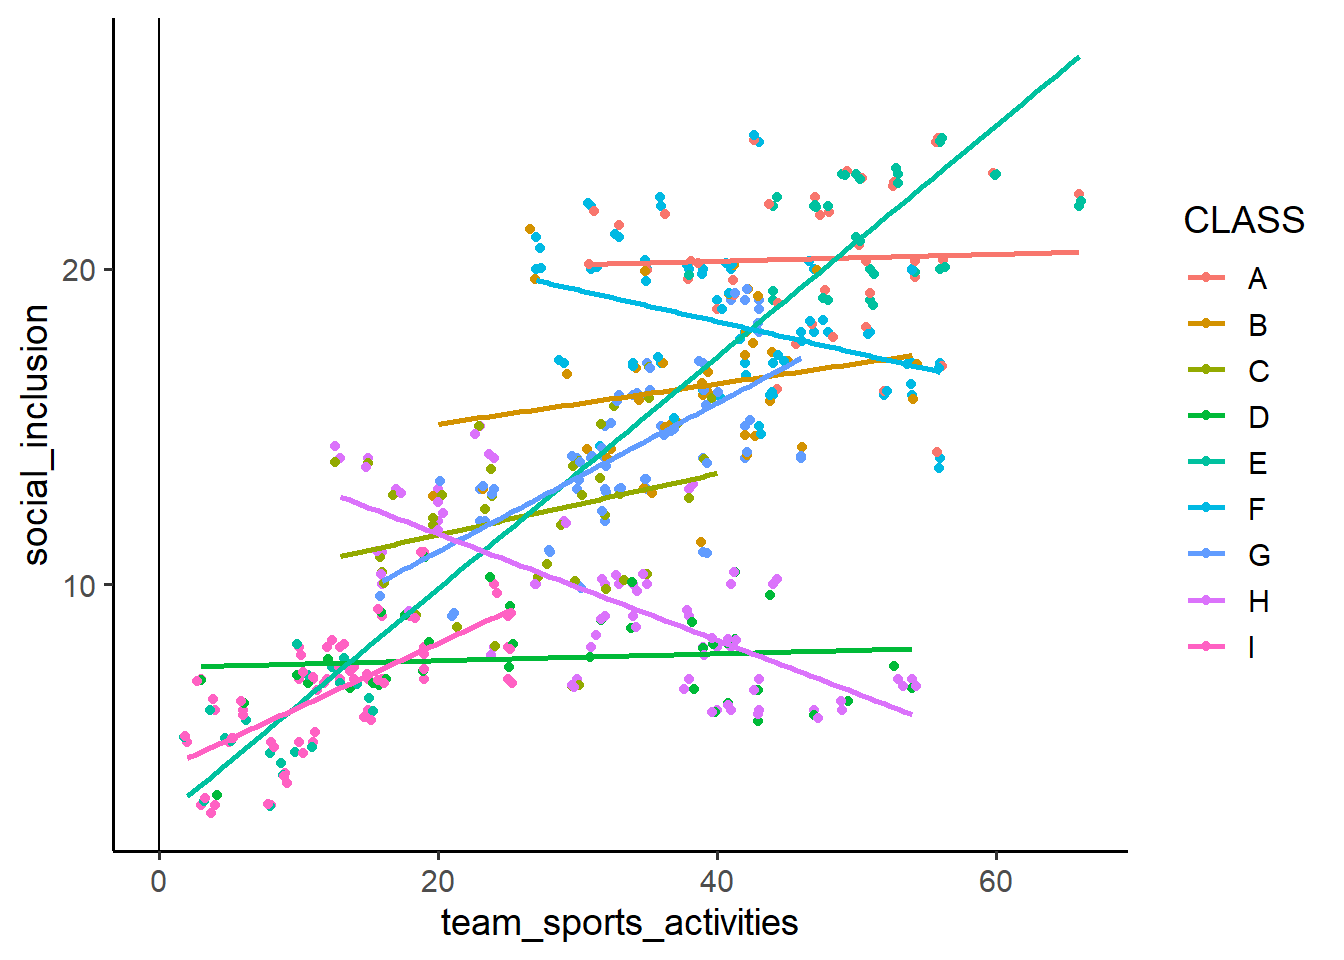 social_inclusion
20
10
0
20
40
60
team_sports_activities
CLASS
A
B
C
D
E
F
G
H
I